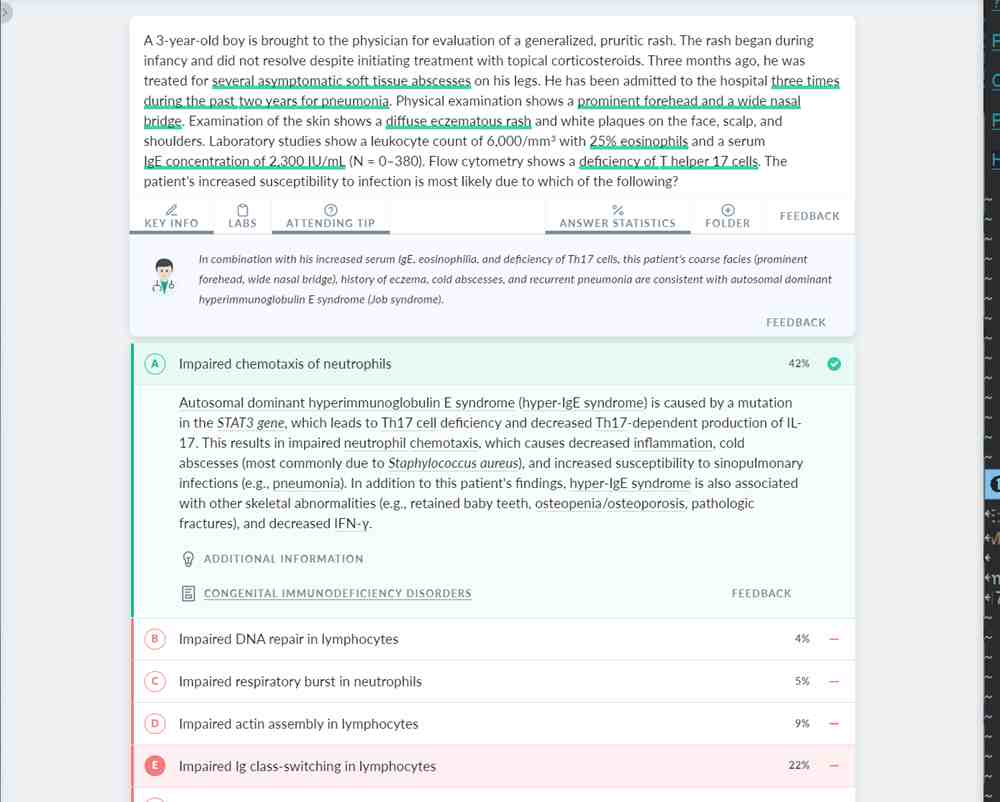 A 3-year-old boy is brought to the physician for evaluation of a generalized, pruritic rash. The rash began during
infancy and did not resolve despite initiating treatment with topical corticosteroids. Three months ago, he was
treated for several asymptomatic soft tissue abscesses on his legs. He has been admitted to the hospital three times
during the past two years for pneumonia. Physical examination shows a prominent forehead and a wide nasal
bridge. Examination of the skin shows a diffuse eczematous rash and white plaques on the face, scalp, and
shoulders. Laboratory studies show a leukocyte count of 6,000/mm³ with 25% eosinophils and a serum
IgE concentration of 2,300 IU/mL (N = 0–380). Flow cytometry shows a deficiency of T helper 17 cells. The
patient's increased susceptibility to infection is most likely due to which of the following?
KEY INFO LABS ATTENDING TIP ANSWER STATISTICS FOLDER FEEDBACK
In combination with his increased serum IgE, eosinophilia, and deficiency of Th17 cells, this patient's coarse facies (prominent
forehead, wide nasal bridge), history of eczema, cold abscesses, and recurrent pneumonia are consistent with autosomal dominant
hyperimmunoglobulin E syndrome (Job syndrome).
FEEDBACK
A Impaired chemotaxis of neutrophils 42%
Autosomal dominant hyperimmunoglobulin E syndrome (hyper-IgE syndrome) is caused by a mutation
in the STAT3 gene, which leads to Th17 cell deficiency and decreased Th17-dependent production of IL-
17. This results in impaired neutrophil chemotaxis, which causes decreased inflammation, cold
abscesses (most commonly due to Staphylococcus aureus), and increased susceptibility to sinopulmonary
infections (e.g., pneumonia). In addition to this patient's findings, hyper-IgE syndrome is also associated
with other skeletal abnormalities (e.g., retained baby teeth, osteopenia/osteoporosis, pathologic
fractures), and decreased IFN-γ.
ADDITIONAL INFORMATION
CONGENITAL IMMUNODEFICIENCY DISORDERS FEEDBACK
B Impaired DNA repair in lymphocytes 4%
C Impaired respiratory burst in neutrophils 5%
D Impaired actin assembly in lymphocytes 9%
E Impaired Ig class-switching in lymphocytes 22%